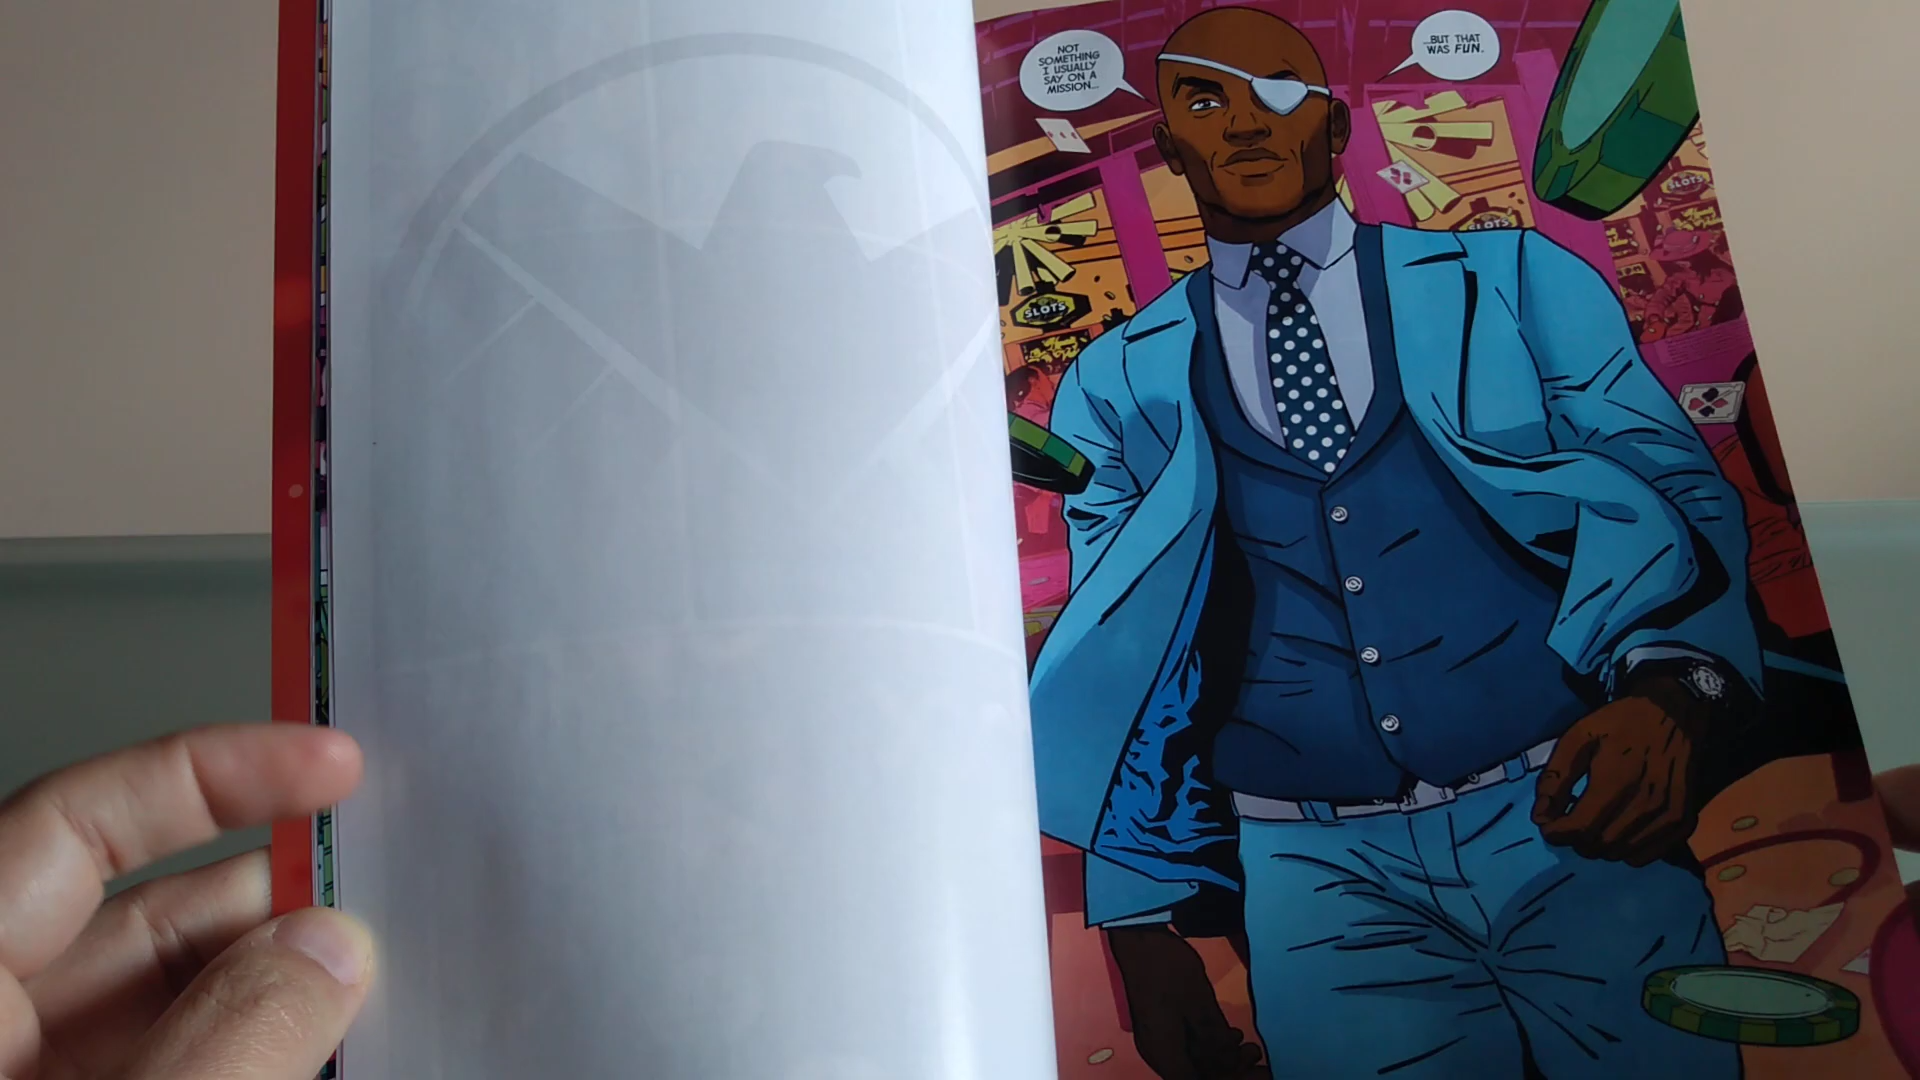 NOT
SOMETHING
I USUALLY
SAY ON A
MISSION...
...BUT THAT
WAS FUN.
SLOTS
SLOTS
SLOTS